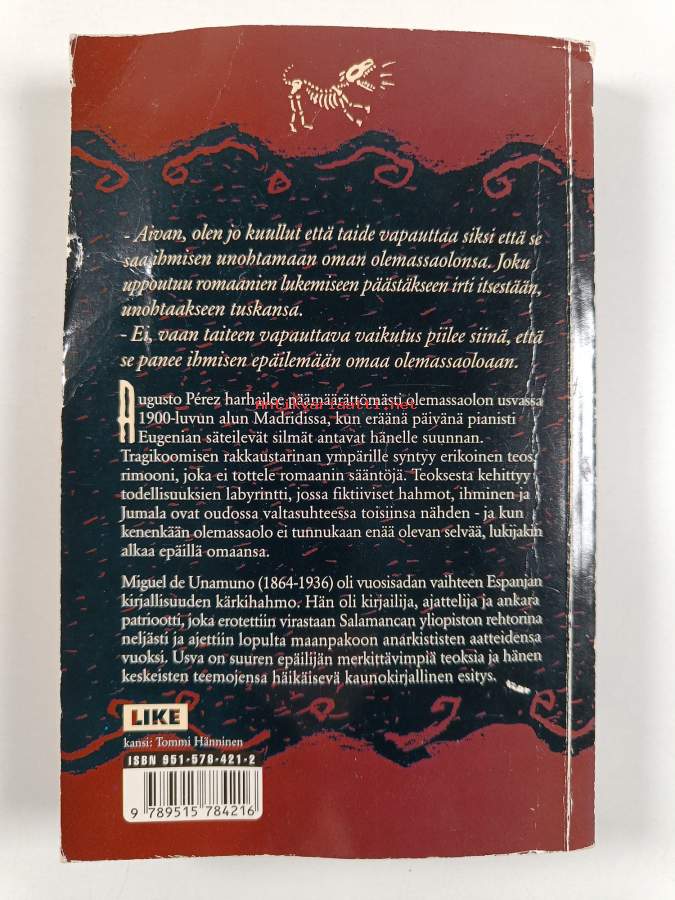 - Aivan, olen jo kuullut että taide vapauttaa siksi että se
saa ihmisen unohtamaan oman olemassaolonsa. Joku
uppoutuu romaanien lukemiseen päästäkseen irti itsestään,
unohtaakseen tuskansa.
- Ei, vaan taiteen vapauttava vaikutus piilee siinä, että
se panee ihmisen epäilemään omaa olemassaoloaan.
Augusto Pérez harhailee päämäärättömästi olemassaolon usvassa
antikvariaatti.net
1900-luvun alun Madridissa, kun eräänä päivänä pianisti
Eugenian säteilevät silmät antavat hänelle suunnan.
Tragikoomisen rakkaustarinan ympärille syntyy erikoinen teos,
rimooni, joka ei tottele romaanin sääntöjä. Teoksesta kehittyy
todellisuuksien labyrintti, jossa fiktiiviset hahmot, ihminen ja
Jumala ovat oudossa valtasuhteessa toisiinsa nähden - ja kun
kenenkään olemassaolo ei tunnukaan enää olevan selvää, lukijakin
alkaa epäillä omaansa.
Miguel de Unamuno (1864-1936) oli vuosisadan vaihteen Espanjan
kirjallisuuden kärkihahmo. Hän oli kirjailija, ajattelija ja ankara
patriootti, joka erotettiin virastaan Salamancan yliopiston rehtorina
neljästi ja ajettiin lopulta maanpakoon anarkististen aatteidensa
vuoksi. Usva on suuren epäilijän merkittävimpiä teoksia ja hänen
keskeisten teemojensa häikäisevä kaunokirjallinen esitys.
LIKE
kansi: Tommi Hänninen
ISBN 951-578-421-2
9 789515 784216